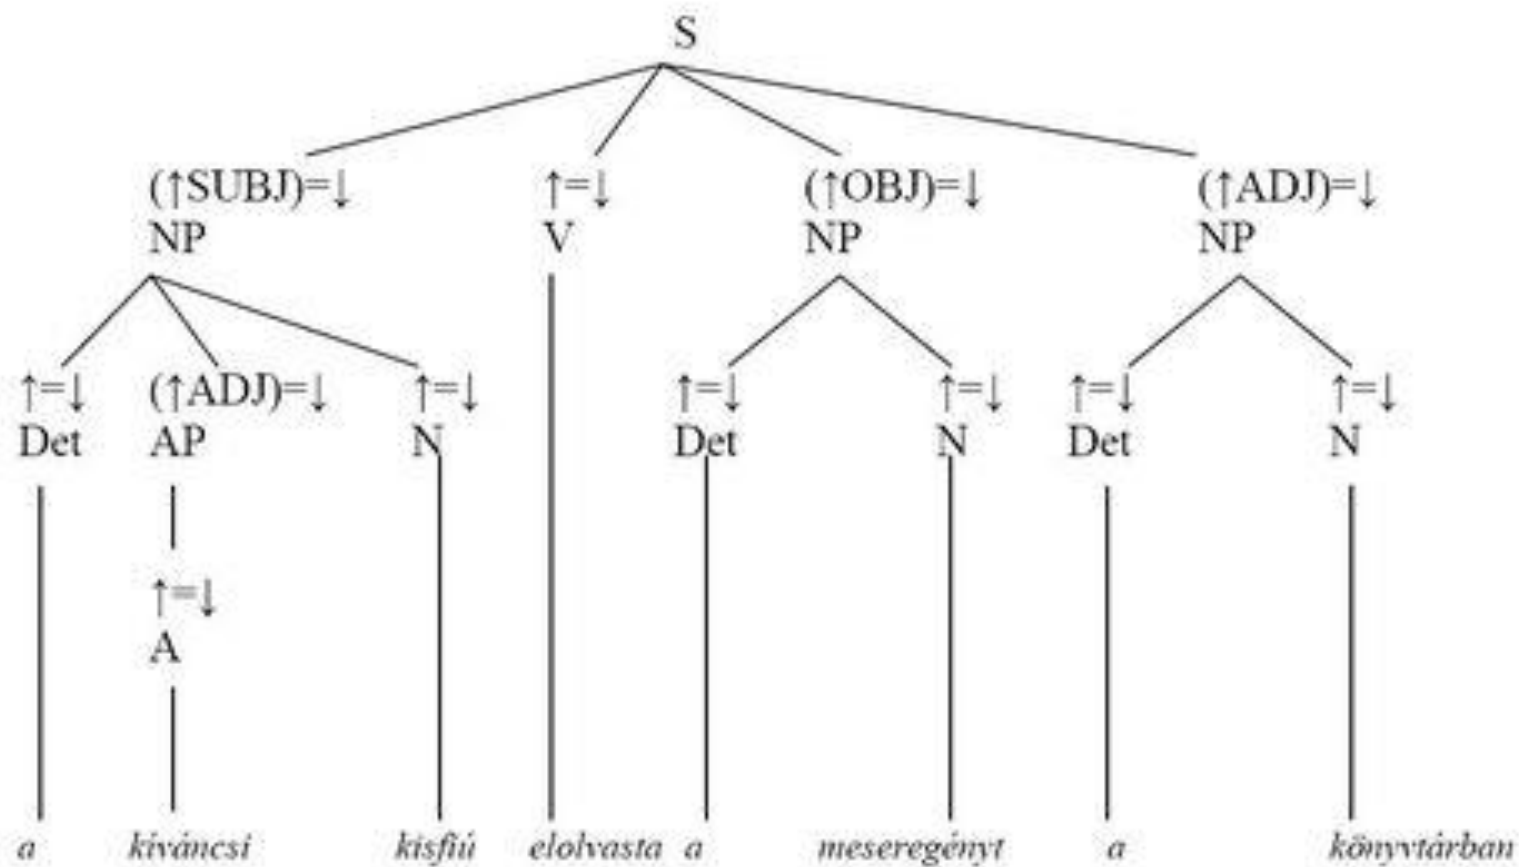 S
(↑SUBJ)=↓ ↑=↓ (↑OBJ)=↓ (↑ADJ)=↓
NP V NP NP
↑=↓ (↑ADJ)=↓ ↑=↓ ↑=↓ ↑=↓ ↑=↓ ↑=↓
Det AP N Det N Det N
↑=↓
A
a kíváncsi kisfiú elolvasta a meseregényt a könyvtárban